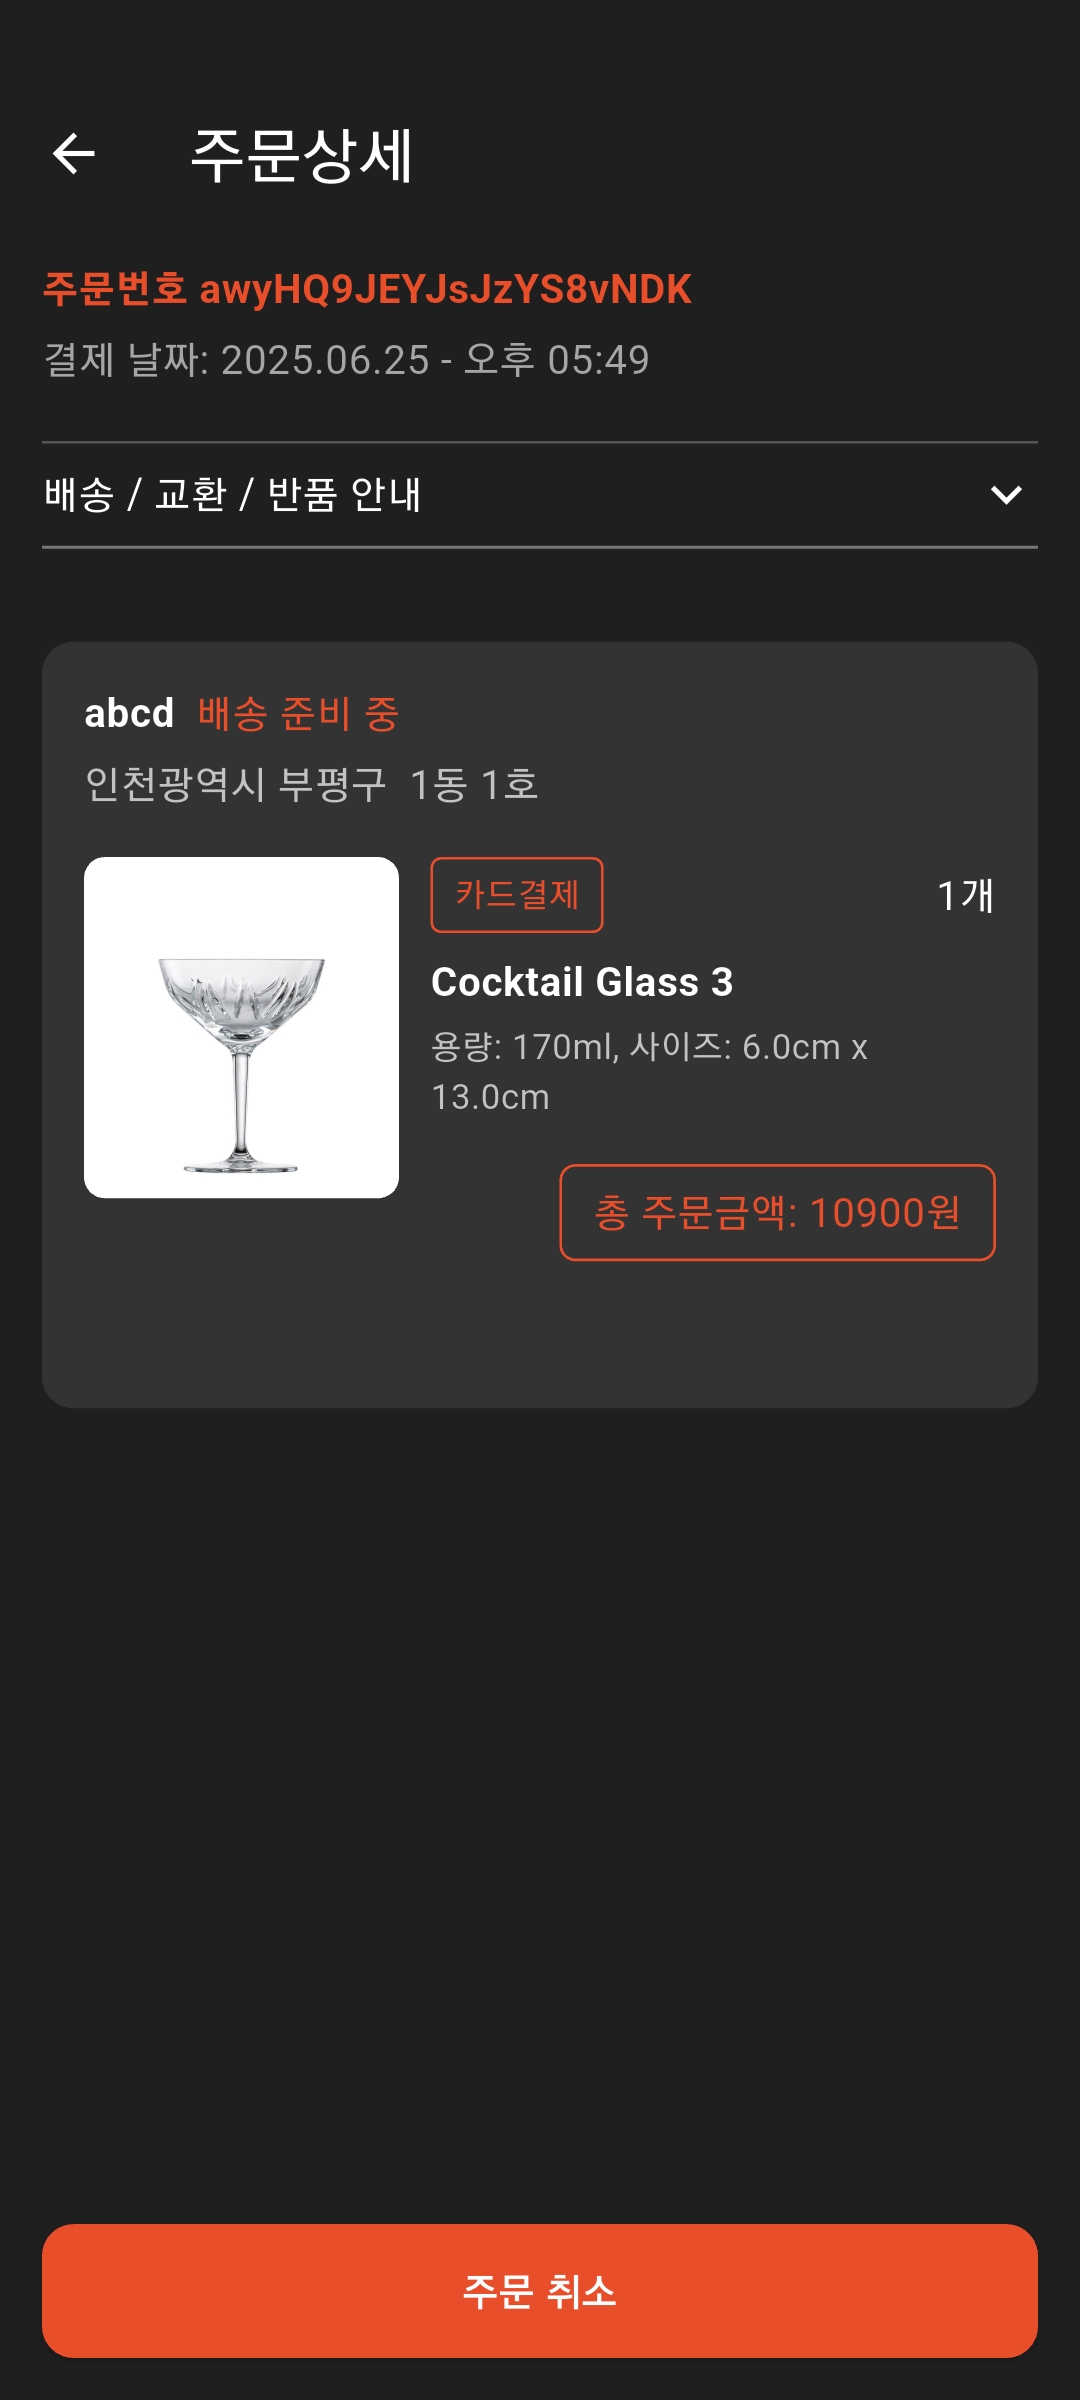 주문상세
주문번호 awyHQ9JEYJsJzYS8vNDK
결제 날짜: 2025.06.25 - 오후 05:49
배송 / 교환 / 반품 안내
abcd 배송 준비 중
인천광역시 부평구 1동 1호
카드결제 1개
Cocktail Glass 3
용량: 170ml, 사이즈: 6.0cm x
13.0cm
총 주문금액: 10900원
주문 취소